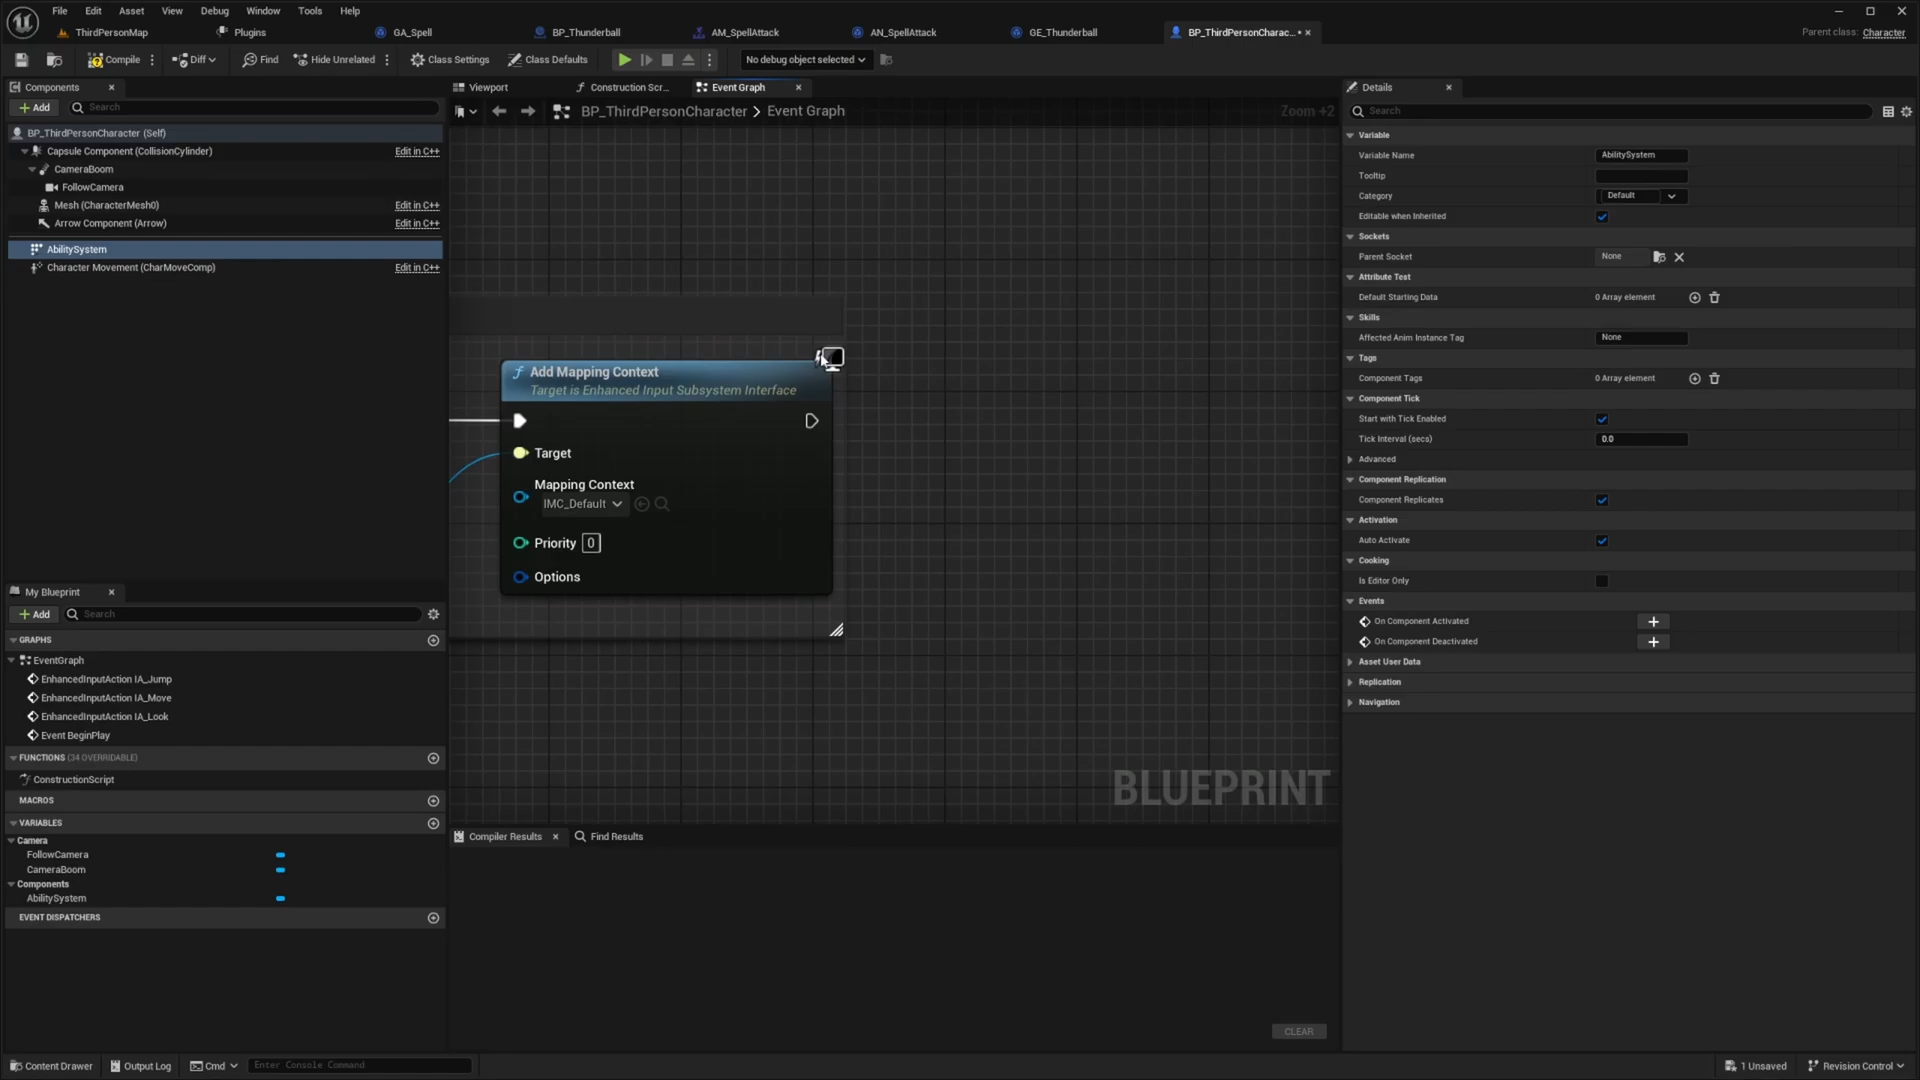 File Edit Asset View Debug Window Tools Help
ThirdPersonMap Plugins GA_Spell BP_Thunderball AM_SpellAttack AN_SpellAttack GE_Thunderball BP_ThirdPersonCharac... Parent class: Character
Compile Diff Find Hide Unrelated Class Settings Class Defaults No debug object selected
Components
Add Search
BP_ThirdPersonCharacter (Self)
Capsule Component (CollisionCylinder) Edit in C++
CameraBoom
FollowCamera
Mesh (CharacterMesh0) Edit in C++
Arrow Component (Arrow) Edit in C++
AbilitySystem
Character Movement (CharMoveComp) Edit in C++
My Blueprint
Add Search
GRAPHS
EventGraph
EnhancedInputAction IA_Jump
EnhancedInputAction IA_Move
EnhancedInputAction IA_Look
Event BeginPlay
FUNCTIONS (34 OVERRIDABLE)
ConstructionScript
MACROS
VARIABLES
Camera
FollowCamera
CameraBoom
Components
AbilitySystem
EVENT DISPATCHERS
Viewport Construction Scr... Event Graph
BP_ThirdPersonCharacter > Event Graph Zoom +2
Add Mapping Context
Target is Enhanced Input Subsystem Interface
Target
Mapping Context
IMC_Default
Priority 0
Options
BLUEPRINT
Compiler Results Find Results
CLEAR
Details
Search
Variable
Variable Name AbilitySystem
Tooltip
Category Default
Editable when Inherited
Sockets
Parent Socket None
Attribute Test
Default Starting Data 0 Array element
Skills
Affected Anim Instance Tag None
Tags
Component Tags 0 Array element
Component Tick
Start with Tick Enabled
Tick Interval (secs) 0.0
Advanced
Component Replication
Component Replicates
Activation
Auto Activate
Cooking
Is Editor Only
Events
On Component Activated
On Component Deactivated
Asset User Data
Replication
Navigation
Content Drawer Output Log Cmd Enter Console Command 1 Unsaved Revision Control